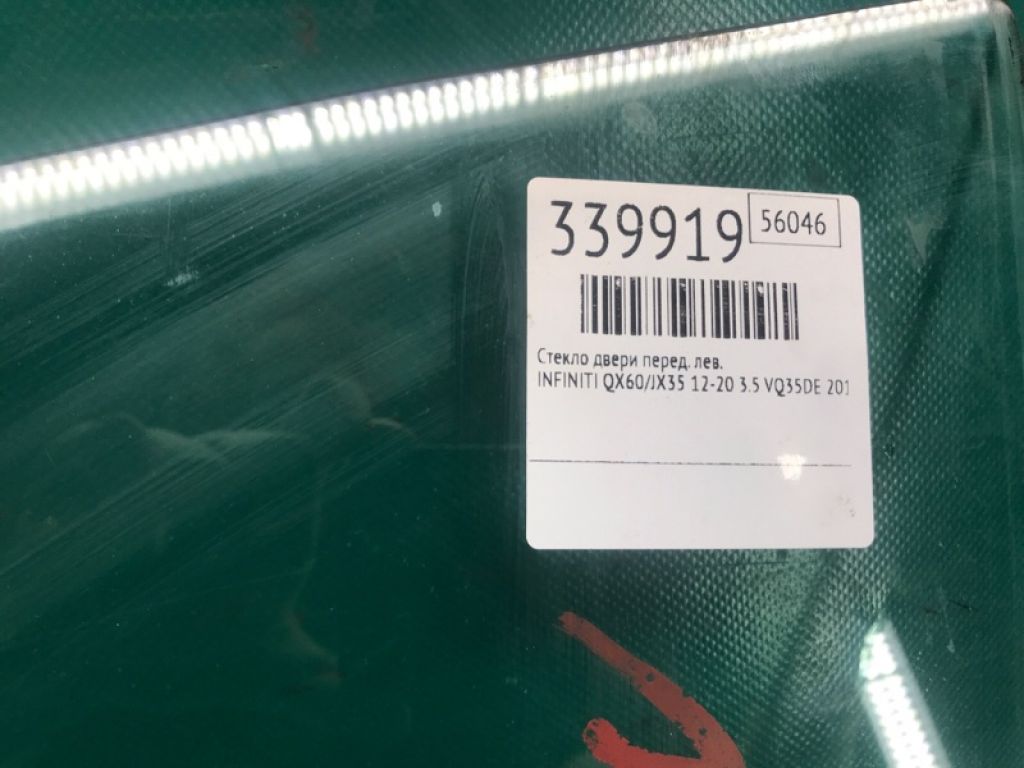 339919
56046
Стекло двери перед. лев.
INFINITI QX60/JX35 12-20 3.5 VQ35DE 201